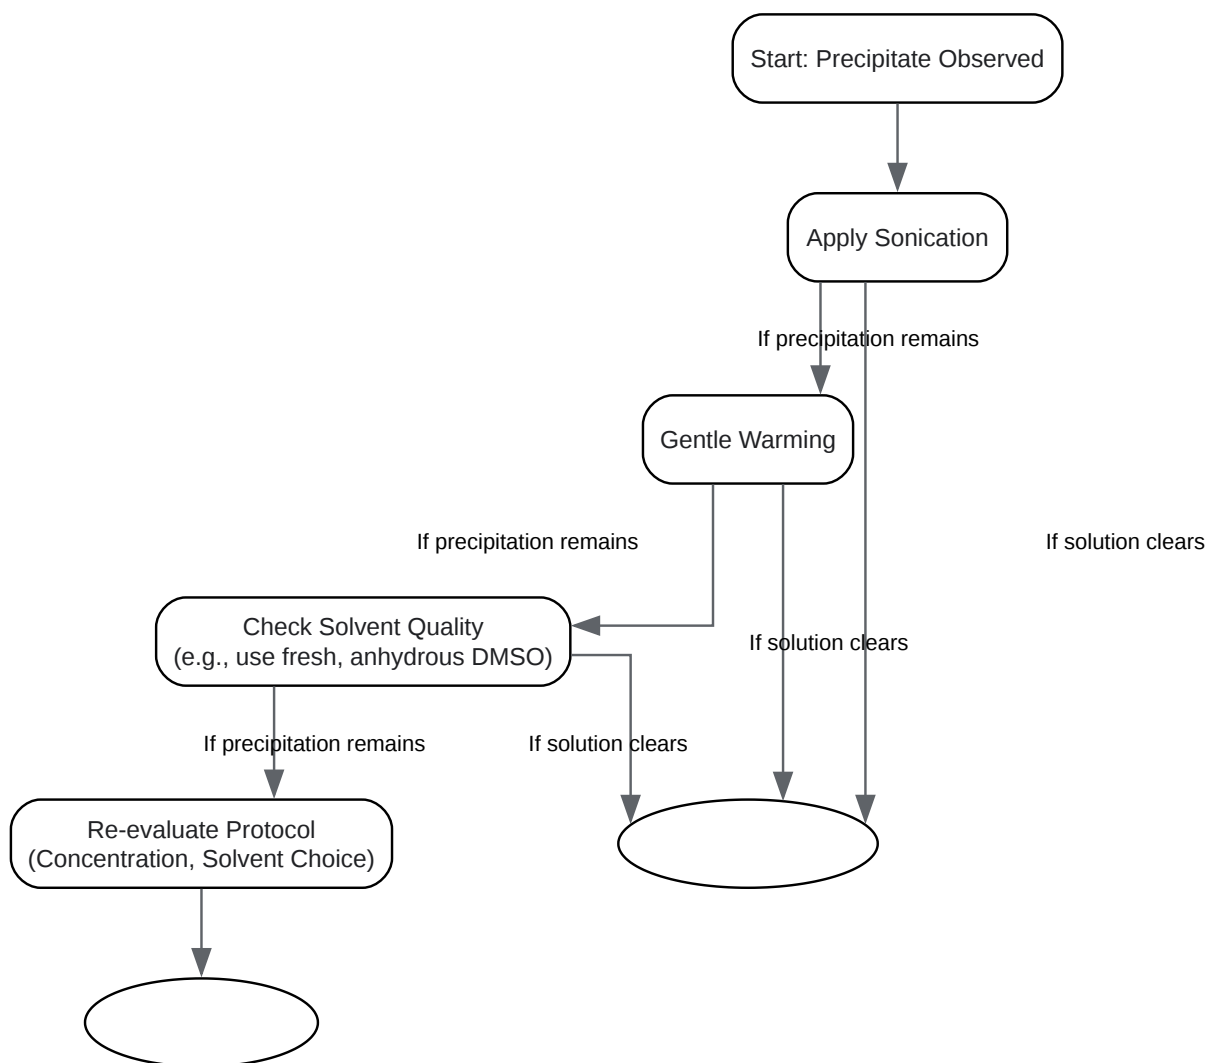 Start: Precipitate Observed
Apply Sonication
If precipitation remains
Gentle Warming
If precipitation remains
If solution clears
Check Solvent Quality
(e.g., use fresh, anhydrous DMSO)
If solution clears
If precipitation remains
If solution clears
Re-evaluate Protocol
(Concentration, Solvent Choice)